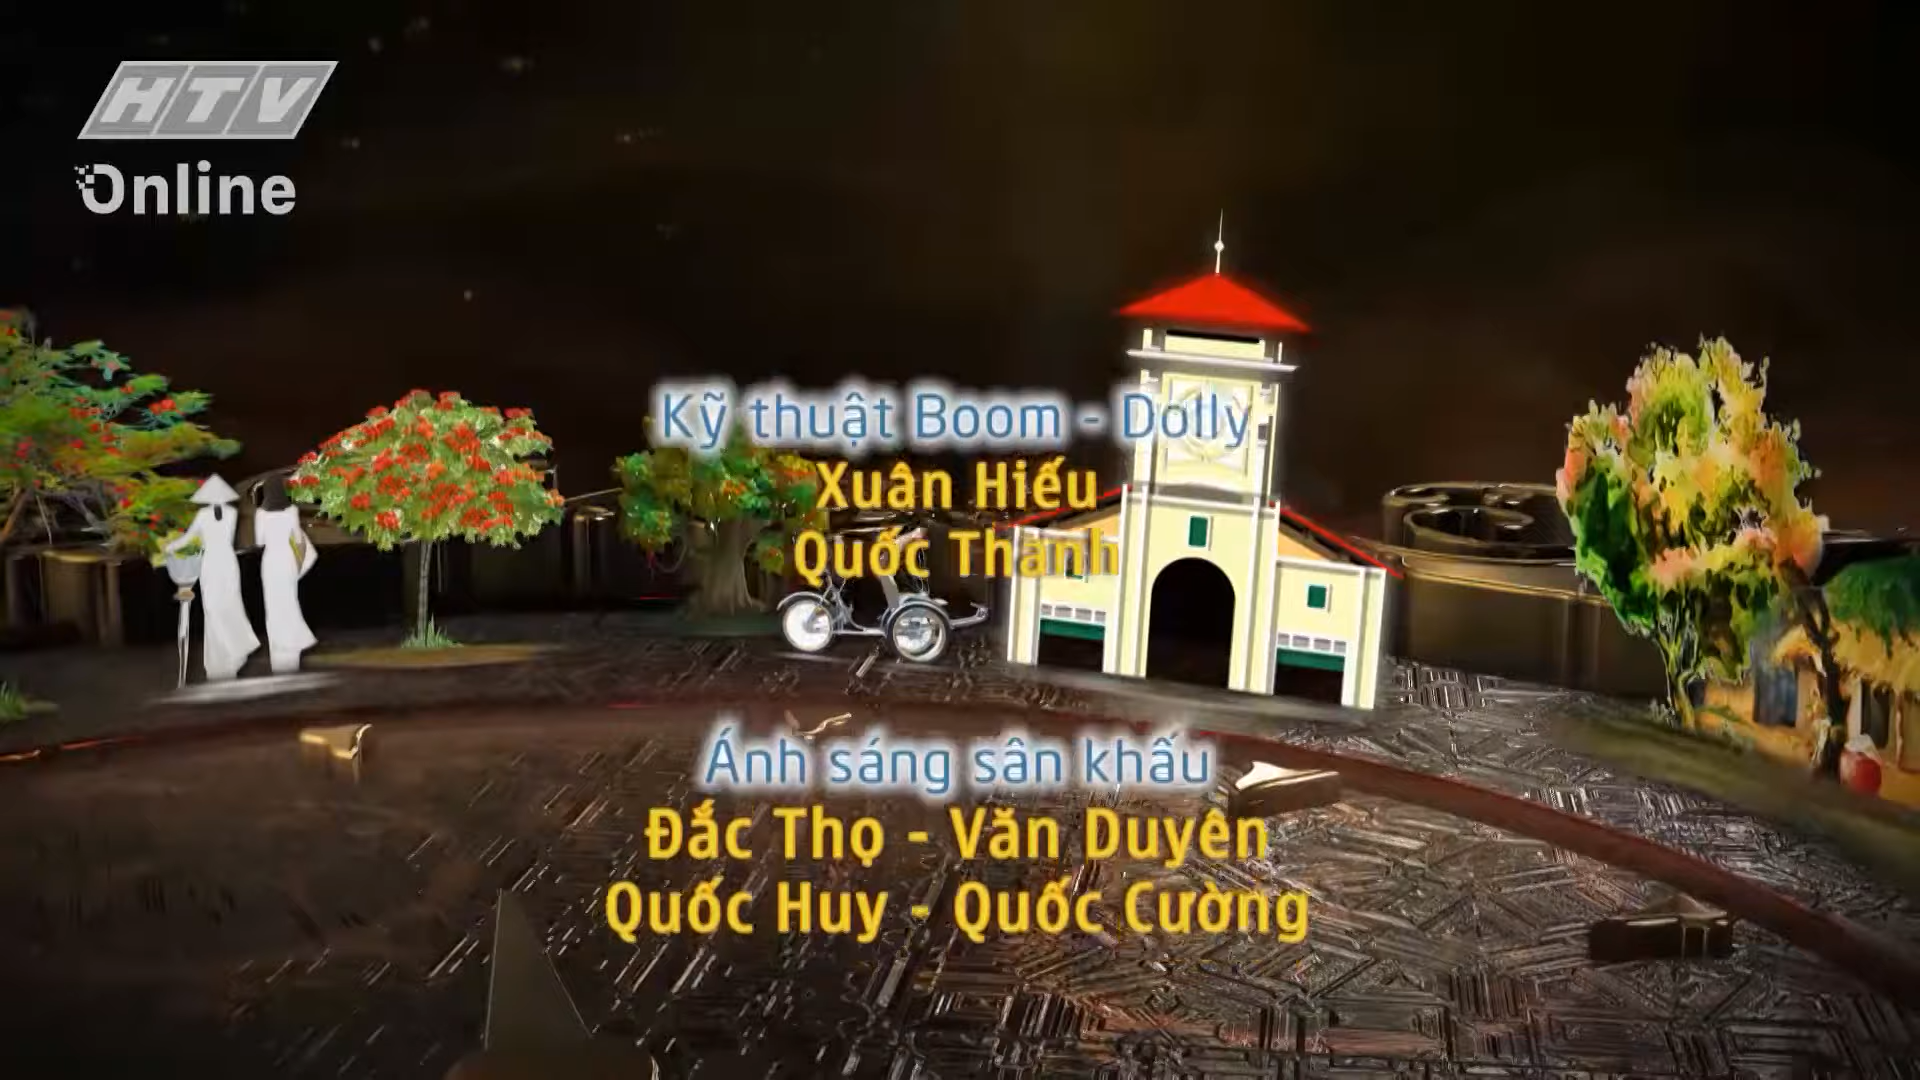 HTV
Online
Kỹ thuật Boom - Dolly
Xuân Hiếu
Quốc Thanh
Ánh sáng sân khấu
Đắc Thọ - Văn Duyên
Quốc Huy - Quốc Cường